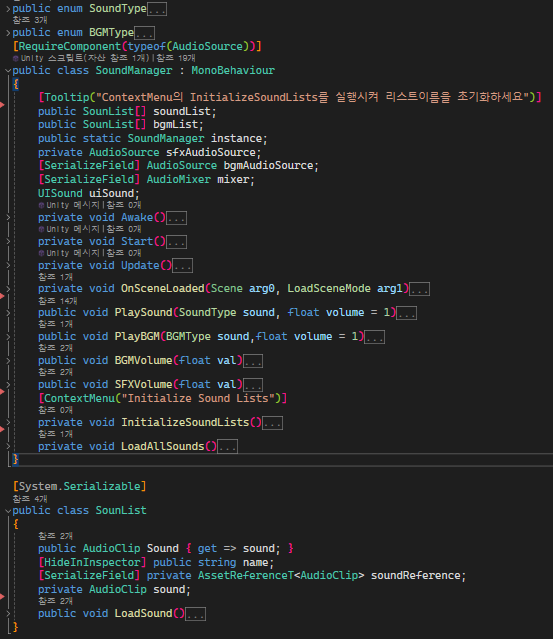 public enum SoundType...
참조 3개
public enum BGMType...
[RequireComponent(typeof(AudioSource))]
Unity 스크립트(자산 참조 1개)|참조 19개
public class SoundManager : MonoBehaviour
{
[Tooltip("ContextMenu의 InitializeSoundLists를 실행시켜 리스트이름을 초기화하세요")]
public SounList[] soundList;
public SounList[] bgmList;
public static SoundManager instance;
private AudioSource sfxAudioSource;
[SerializeField] AudioSource bgmAudioSource;
[SerializeField] AudioMixer mixer;
UISound uiSound;
Unity 메시지|참조 0개
private void Awake()...
Unity 메시지|참조 0개
private void Start()...
Unity 메시지|참조 0개
private void Update()...
참조 1개
private void OnSceneLoaded(Scene arg0, LoadSceneMode arg1)...
참조 14개
public void PlaySound(SoundType sound, float volume = 1)...
참조 1개
public void PlayBGM(BGMType sound,float volume = 1)...
참조 2개
public void BGMVolume(float val)...
참조 2개
public void SFXVolume(float val)...
[ContextMenu("Initialize Sound Lists")]
참조 0개
private void InitializeSoundLists()...
참조 1개
private void LoadAllSounds()...
}
[System.Serializable]
참조 4개
public class SounList
{
참조 2개
public AudioClip Sound { get => sound; }
[HideInInspector] public string name;
[SerializeField] private AssetReferenceT<AudioClip> soundReference;
private AudioClip sound;
참조 2개
public void LoadSound()...
}